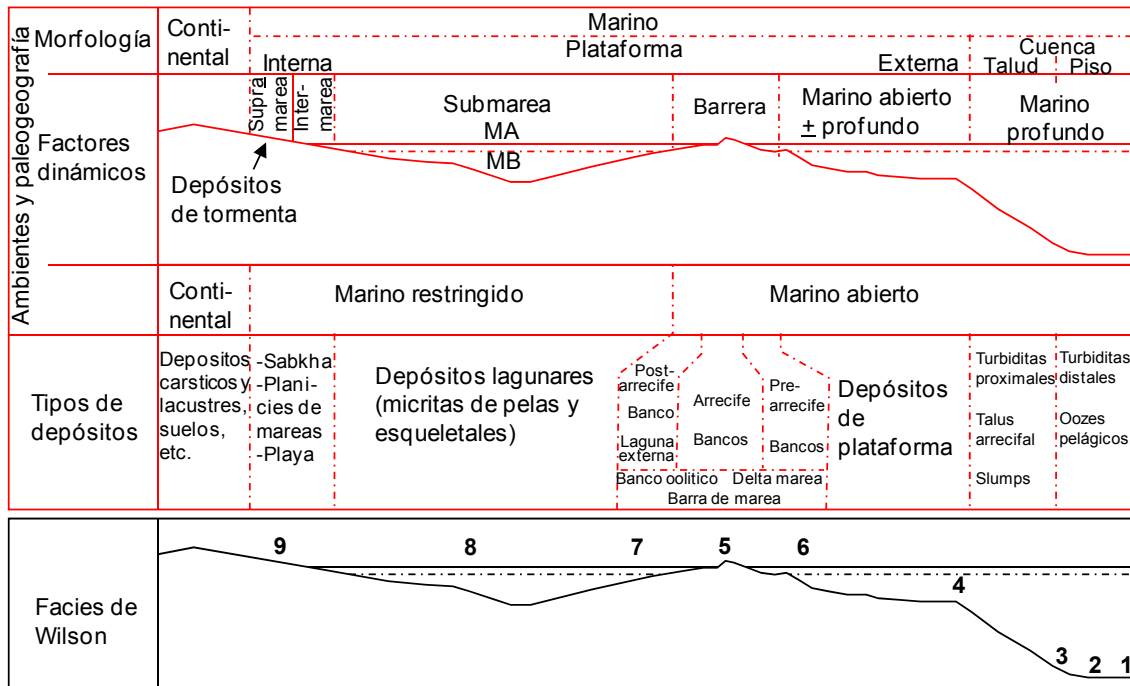 Ambientes y paleogeografía
Morfología
Conti-
nental
Marino
Plataforma
Interna
Externa
Cuenca
Talud
Piso
Factores
dinámicos
Supra
marea
Inter-
marea
Submarea
MA
MB
Barrera
Marino abierto
+ profundo
Marino
profundo
Depósitos
de tormenta
Conti-
nental
Marino restringido
Marino abierto
Tipos de
depósitos
Depositos
carsticos y
lacustres,
suelos,
etc.
-Sabkha
-Plani-
cies de
mareas
-Playa
Depósitos lagunares
(micritas de pelas y
esqueletales)
Post-
arrecife
Banco
Laguna
externa
Arrecife
Bancos
Pre-
arrecife
Bancos
Banco oolitico
Delta marea
Barra de marea
Depósitos
de
plataforma
Turbiditas
proximales
Talus
arrecifal
Slumps
Turbiditas
distales
Oozes
pelágicos
Facies de
Wilson
9
8
7
5
6
4
3
2
1